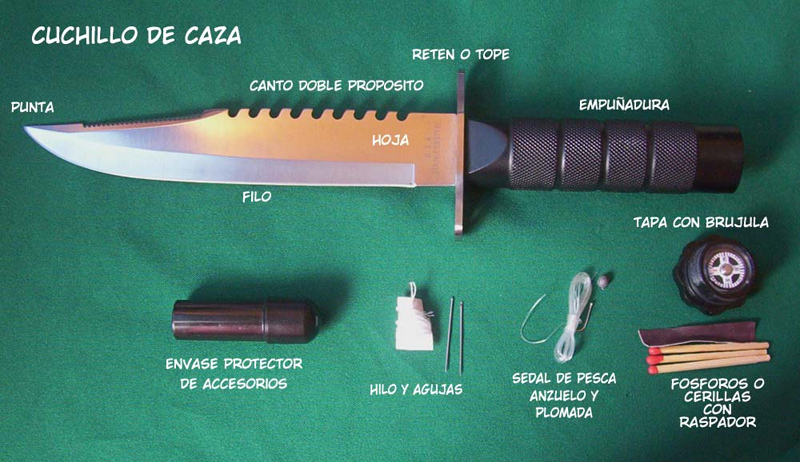 CUCHILLO DE CAZA
RETEN O TOPE
CANTO DOBLE PROPOSITO
PUNTA
EMPUÑADURA
HOJA
FILO
TAPA CON BRUJULA
ENVASE PROTECTOR
DE ACCESORIOS
HILO Y AGUJAS
SEDAL DE PESCA
ANZUELO Y
PLOMADA
FOSFOROS O
CERILLAS
CON
RASPADOR